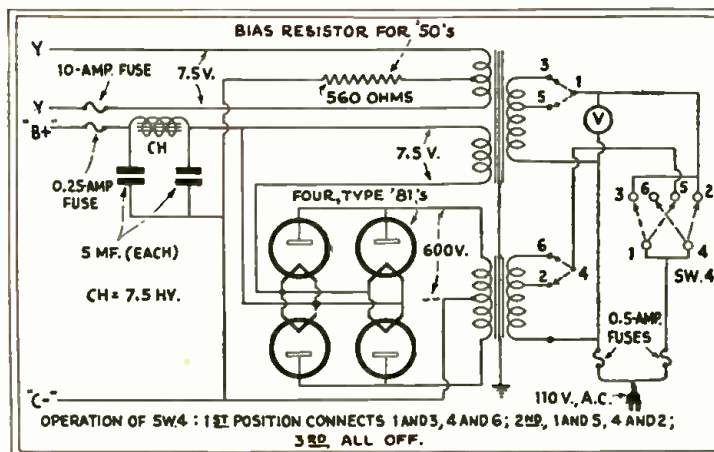 BIAS RESISTOR FOR '50's
Y
10-AMP. FUSE
7.5 V.
560 OHMS
3
1
5
V
Y
"B+"
CH
7.5 V.
0.25-AMP.
FUSE
FOUR, TYPE '81,'s
3 6 5 2
1 4
SW.4
5 MF. (EACH)
600 V.
6
4
2
CH = 7.5 HY.
0.5-AMP.
FUSES
"C-"
110 V., A.C.
OPERATION OF SW.4 : 1ST POSITION CONNECTS 1 AND 3, 4 AND 6; 2ND, 1 AND 5, 4 AND 2;
3RD ALL OFF.